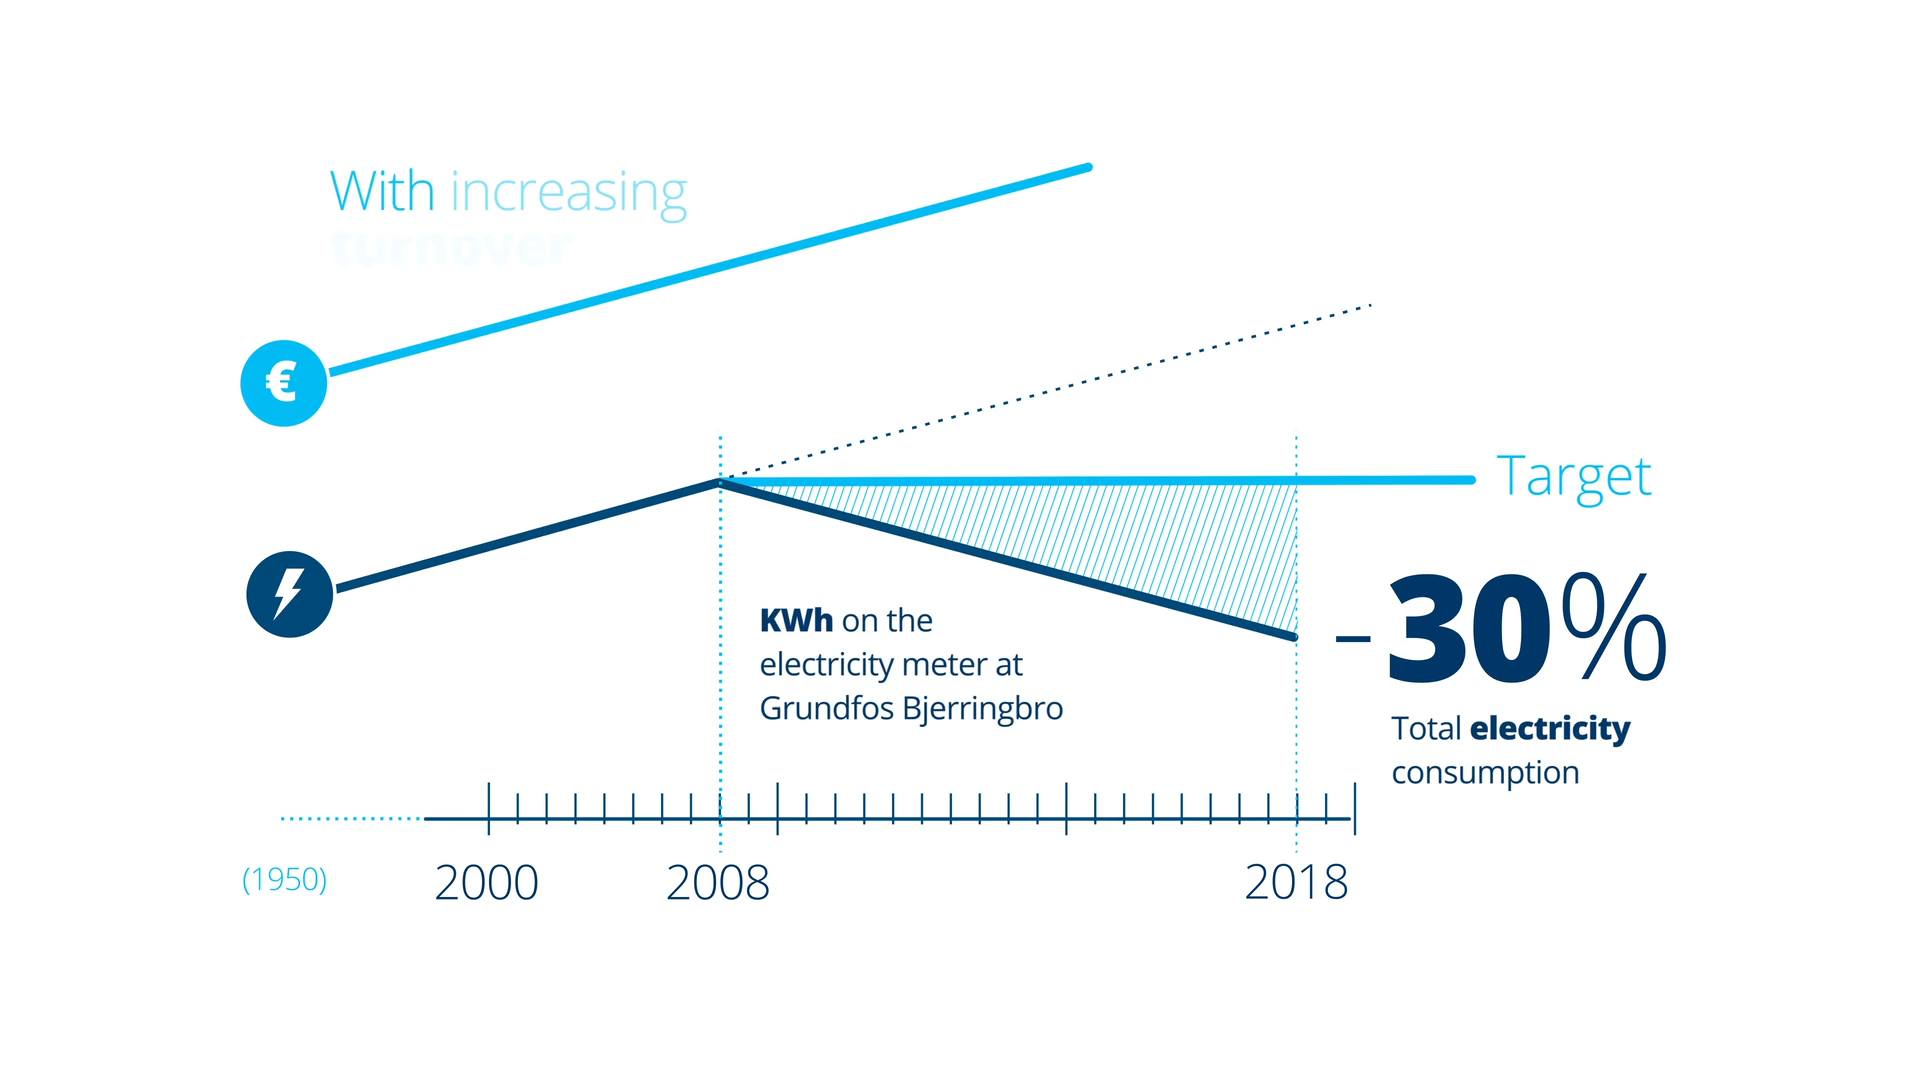 With increasing
turnover
€
Target
–30%
KWh on the
electricity meter at
Grundfos Bjerringbro
Total electricity
consumption
(1950)
2000
2008
2018